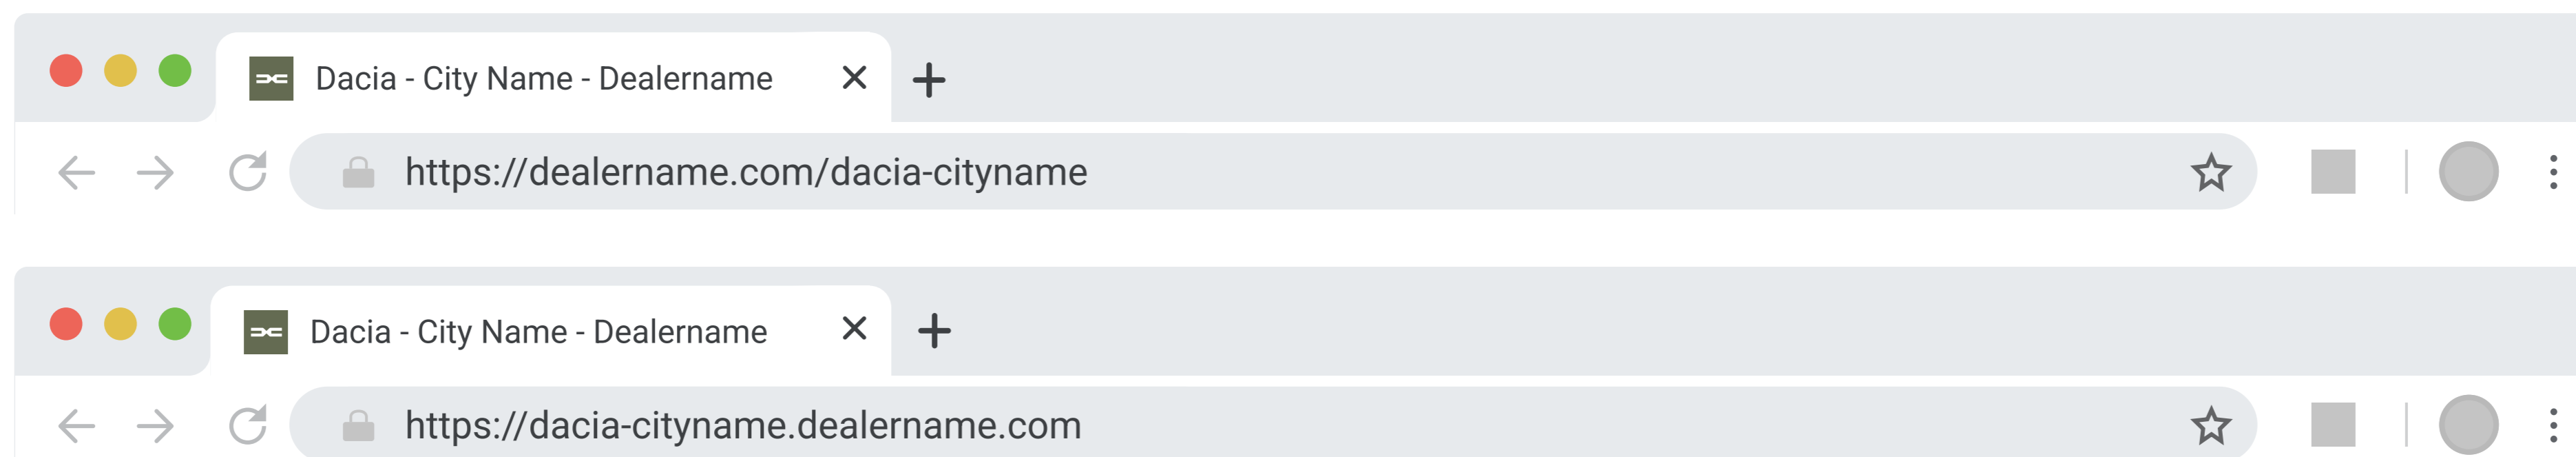 Dacia - City Name - Dealername
https://dealername.com/dacia-cityname
Dacia - City Name - Dealername
https://dacia-cityname.dealername.com